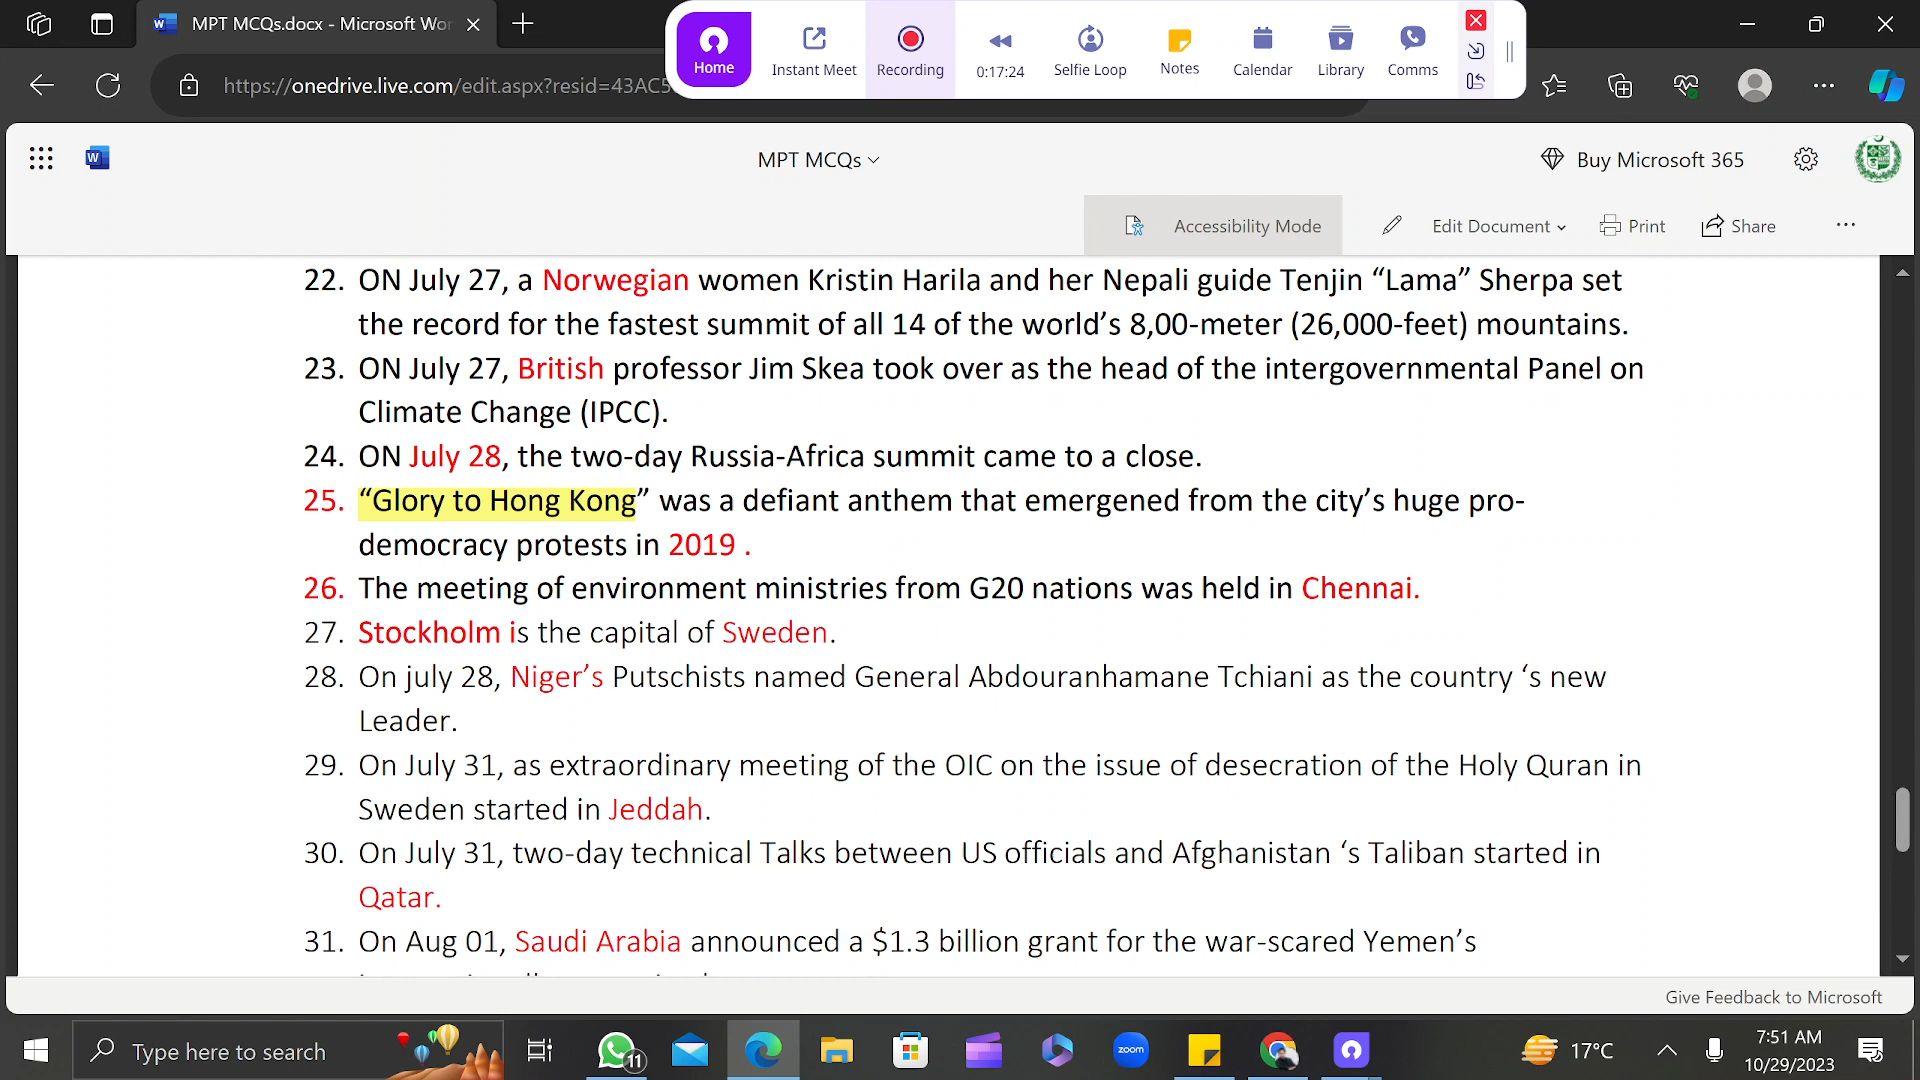 MPT MCQs.docx - Microsoft Wor
Home
Instant Meet
Recording
0:17:24
Selfie Loop
Notes
Calendar
Library
Comms
https://onedrive.live.com/edit.aspx?resid=43AC5
MPT MCQs
Buy Microsoft 365
Accessibility Mode
Edit Document
Print
Share
22. ON July 27, a Norwegian women Kristin Harila and her Nepali guide Tenjin “Lama” Sherpa set
the record for the fastest summit of all 14 of the world’s 8,00-meter (26,000-feet) mountains.
23. ON July 27, British professor Jim Skea took over as the head of the intergovernmental Panel on
Climate Change (IPCC).
24. ON July 28, the two-day Russia-Africa summit came to a close.
25. “Glory to Hong Kong” was a defiant anthem that emergened from the city’s huge pro-
democracy protests in 2019 .
26. The meeting of environment ministries from G20 nations was held in Chennai.
27. Stockholm is the capital of Sweden.
28. On july 28, Niger’s Putschists named General Abdouranhamane Tchiani as the country ‘s new
Leader.
29. On July 31, as extraordinary meeting of the OIC on the issue of desecration of the Holy Quran in
Sweden started in Jeddah.
30. On July 31, two-day technical Talks between US officials and Afghanistan ‘s Taliban started in
Qatar.
31. On Aug 01, Saudi Arabia announced a $1.3 billion grant for the war-scared Yemen’s
Give Feedback to Microsoft
Type here to search
11
zoom
17°C
7:51 AM
10/29/2023